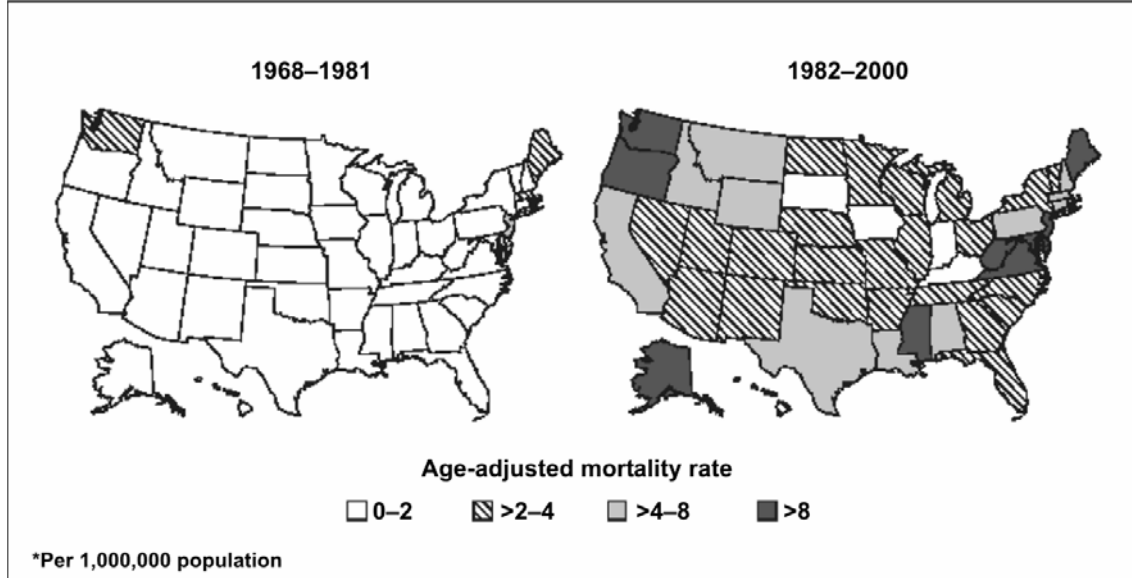 1968–1981
1982–2000
Age-adjusted mortality rate
0–2 >2–4 >4–8 >8
*Per 1,000,000 population